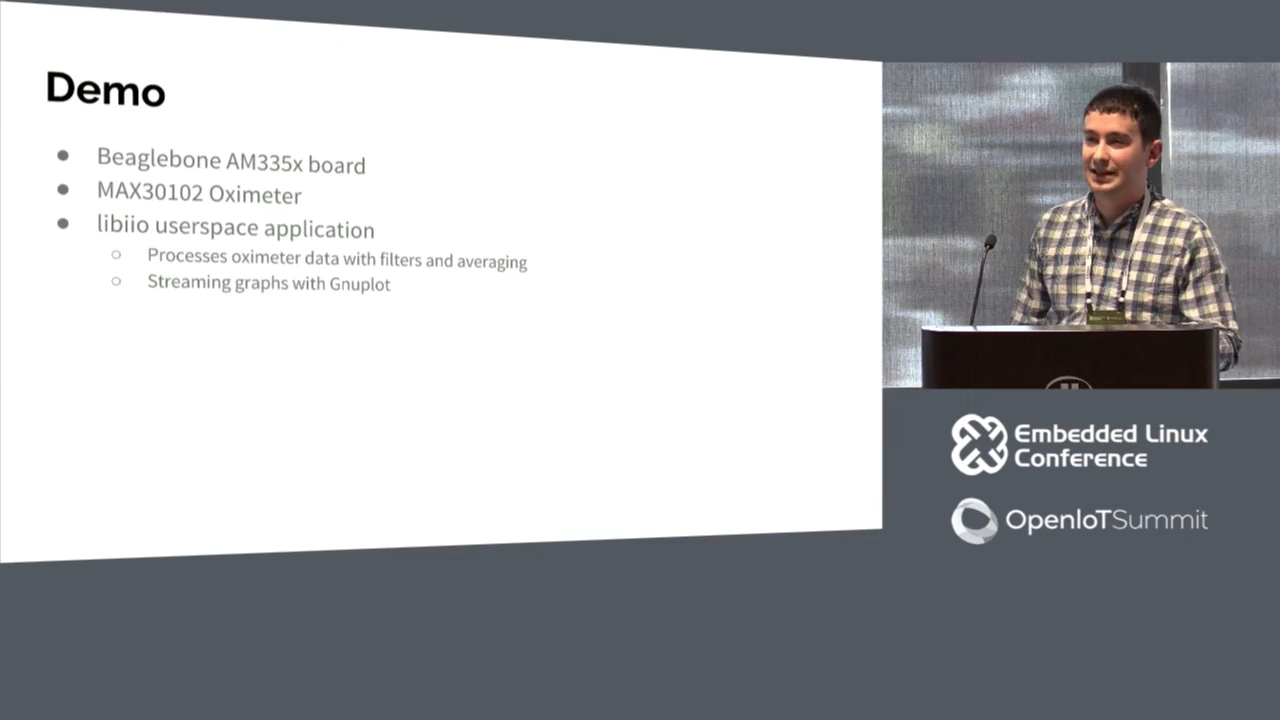 Demo
Beaglebone AM335x board
MAX30102 Oximeter
libiio userspace application
Processes oximeter data with filters and averaging
Streaming graphs with Gnuplot
Embedded Linux
Conference
OpenIoTSummit